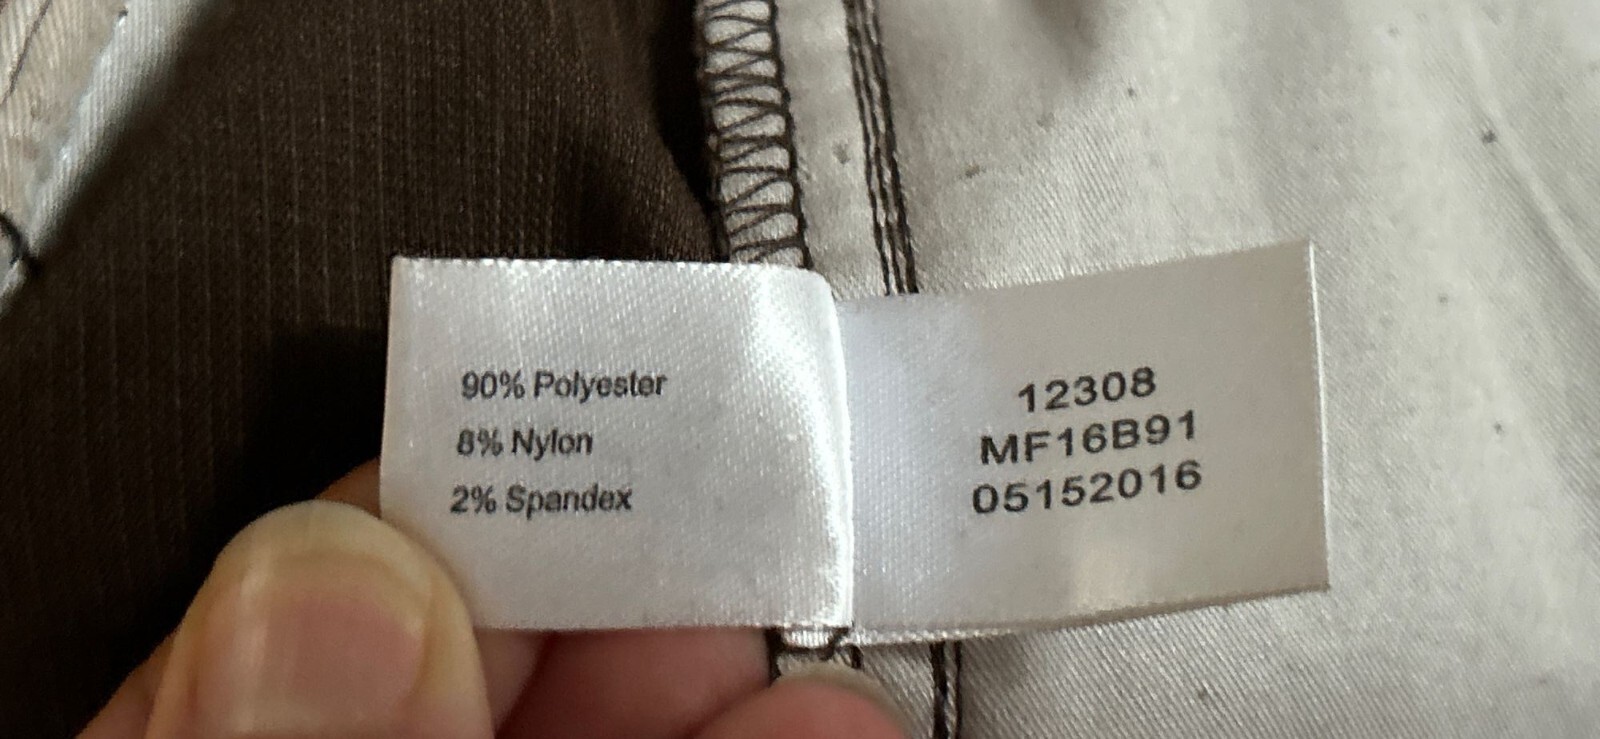 90% Polyester
8% Nylon
2% Spandex
12308
MF16B91
05152016